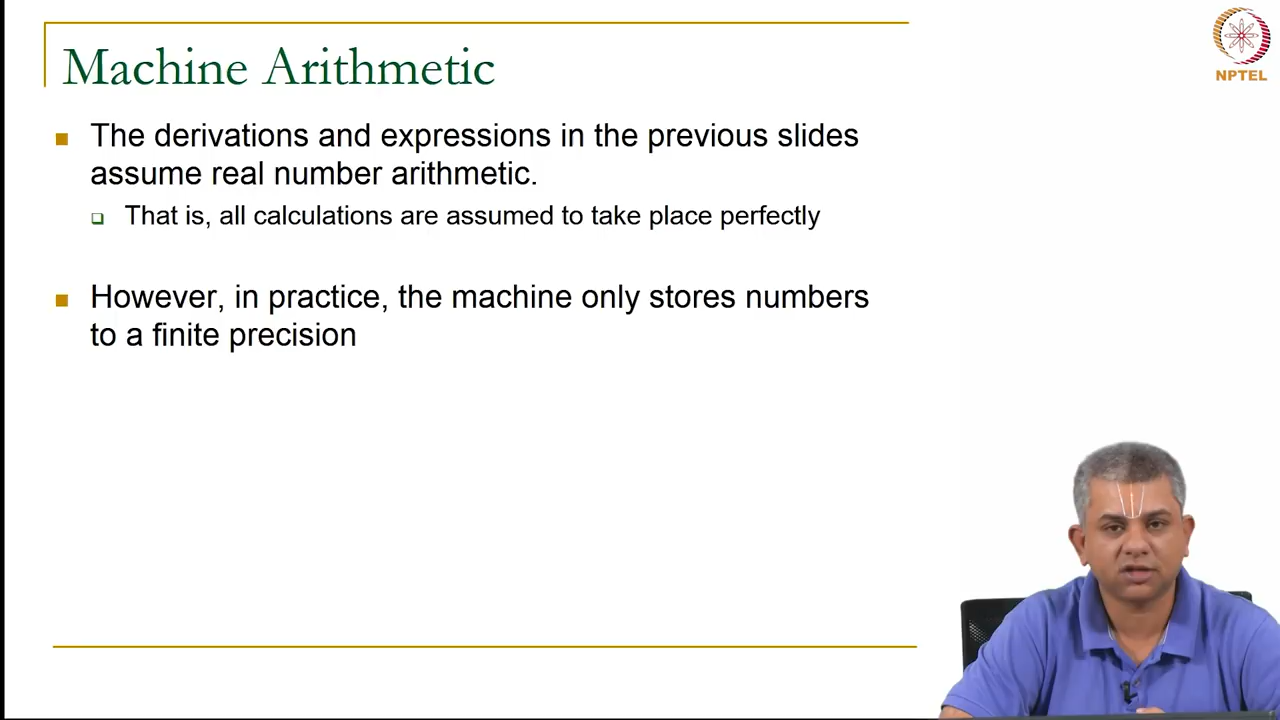 Machine Arithmetic
NPTEL
The derivations and expressions in the previous slides
assume real number arithmetic.
That is, all calculations are assumed to take place perfectly
However, in practice, the machine only stores numbers
to a finite precision